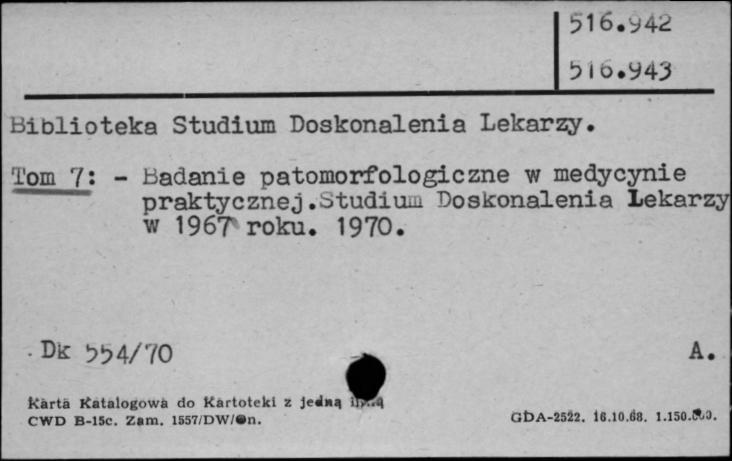 516.942
516.943
Biblioteka Studium Doskonalenia Lekarzy.
Tom 7: - Badanie patomorfologiczne w medycynie
praktycznej.Studium Doskonalenia Lekarzy
w 1967 roku. 1970.
Dk 554/70
A.
Karta Katalogowa do Kartoteki z jedną
CWD B-15c. Zam. 1557/DW/
GDA-2522. 16.10.68.